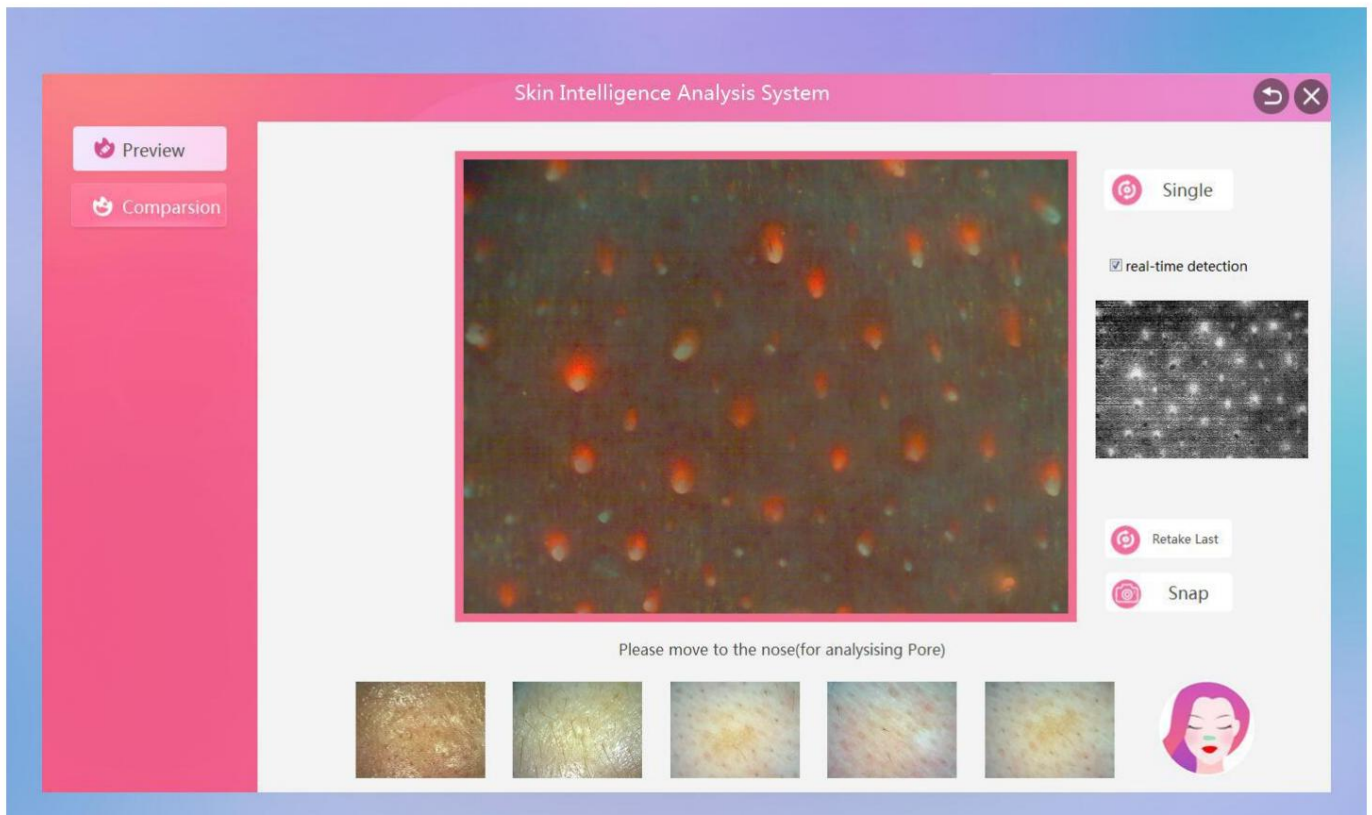 Skin Intelligence Analysis System
Preview
Comparsion
Single
real-time detection
Retake Last
Snap
Please move to the nose(for analysising Pore)